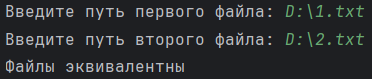 Введите путь первого файла: D:\1.txt
Введите путь второго файла: D:\2.txt
Файлы эквивалентны